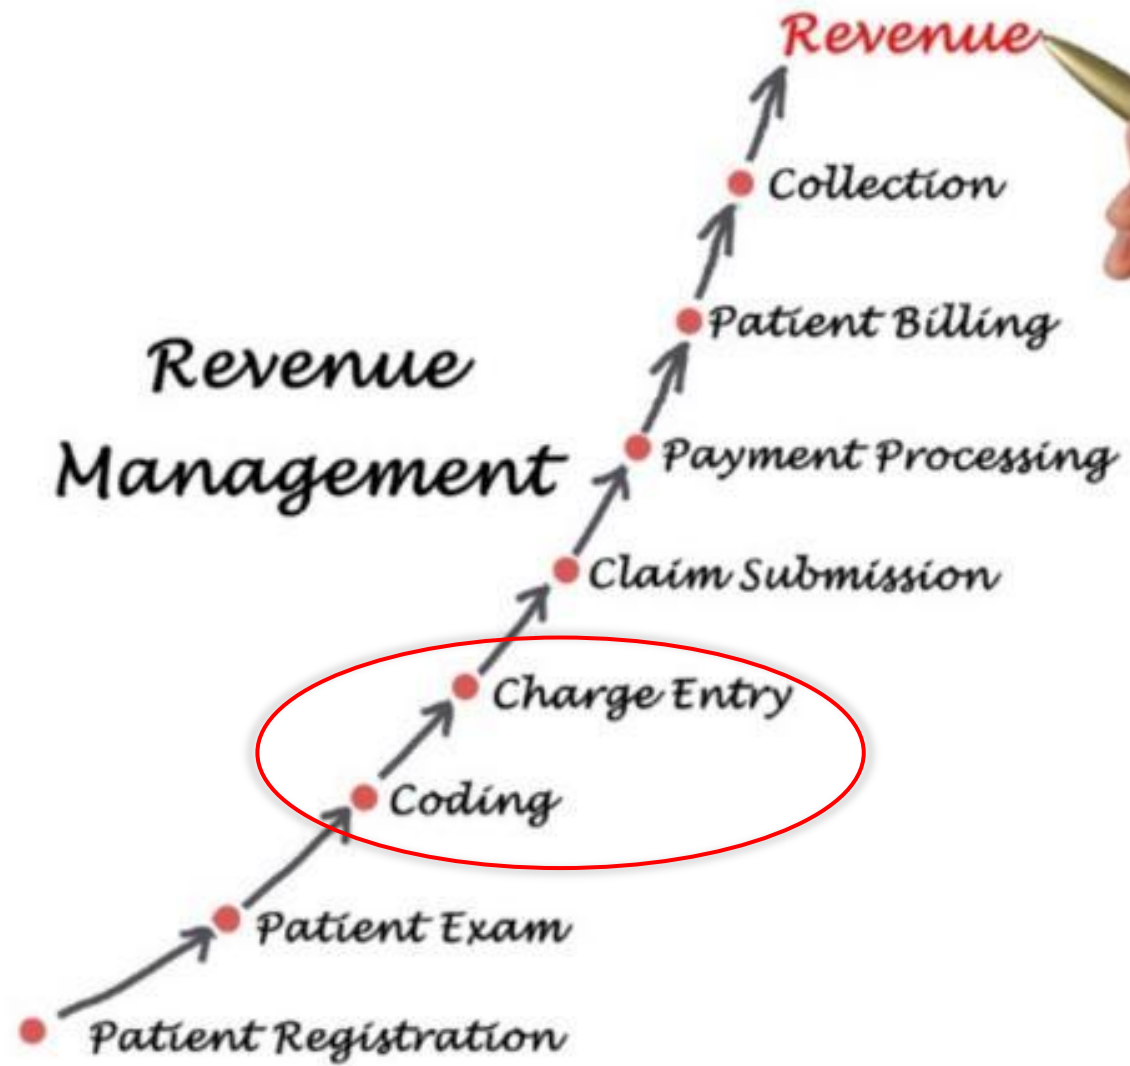 Revenue
Collection
Patient Billing
Revenue
Management
Payment Processing
Claim Submission
Charge Entry
Coding
Patient Exam
Patient Registration